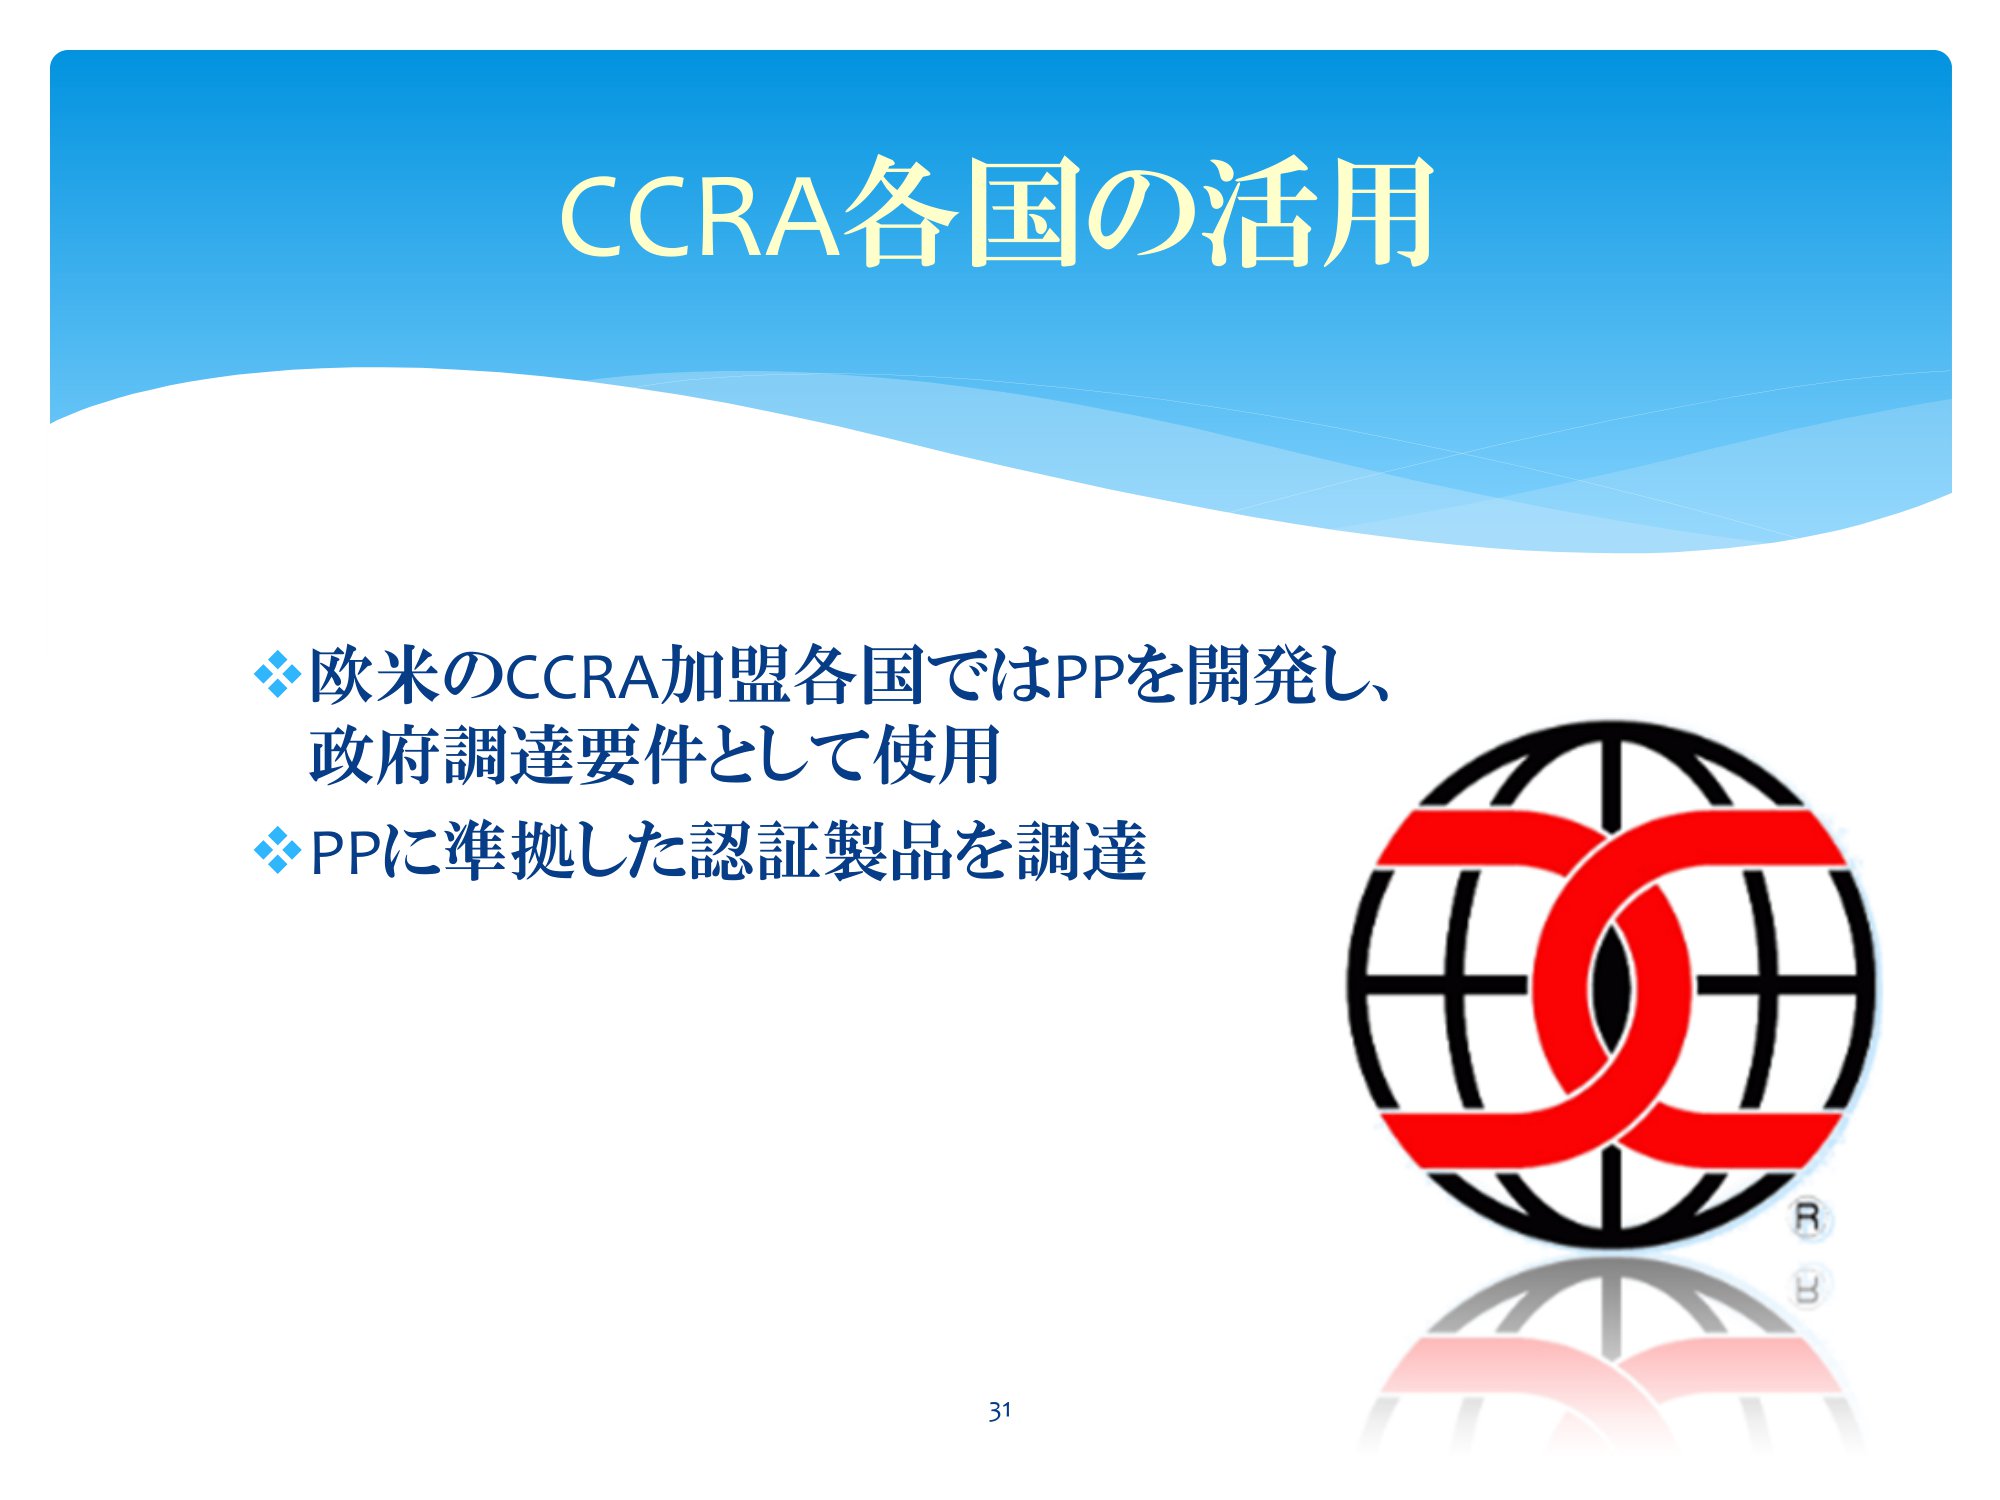 CCRA各国の活用
❖欧米のCCRA加盟各国ではPPを開発し、
政府調達要件として使用
❖PPに準拠した認証製品を調達
®
31